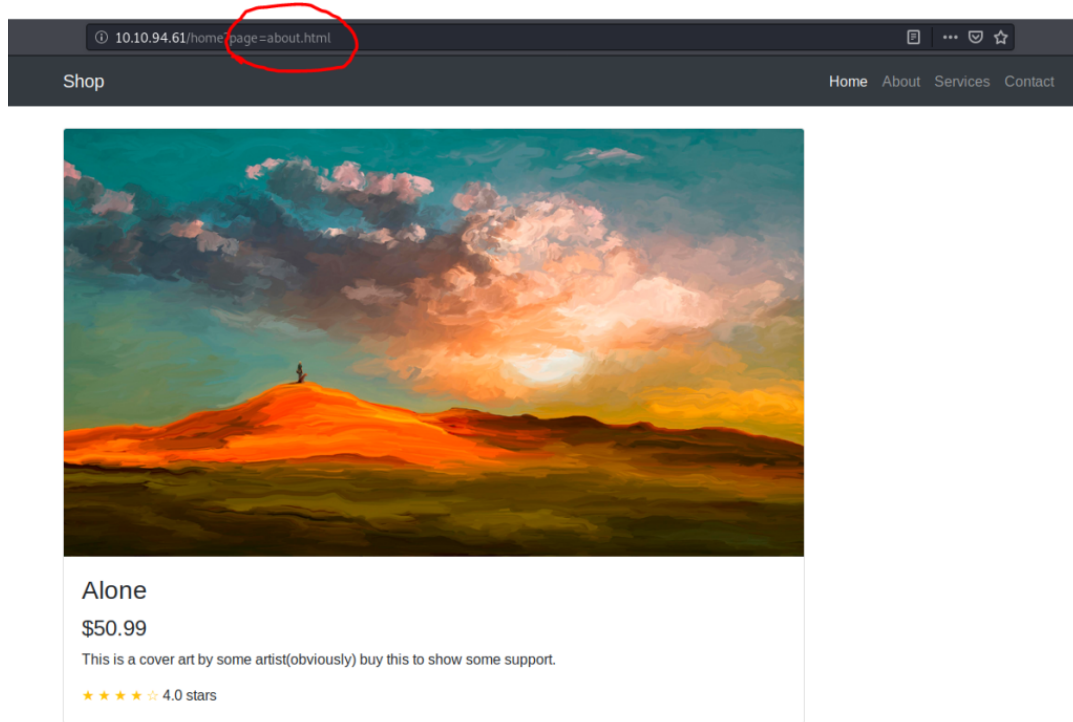 10.10.94.61/home?page=about.html
Shop Home About Services Contact
Alone
$50.99
This is a cover art by some artist(obviously) buy this to show some support.
★ ★ ★ ★ ☆ 4.0 stars